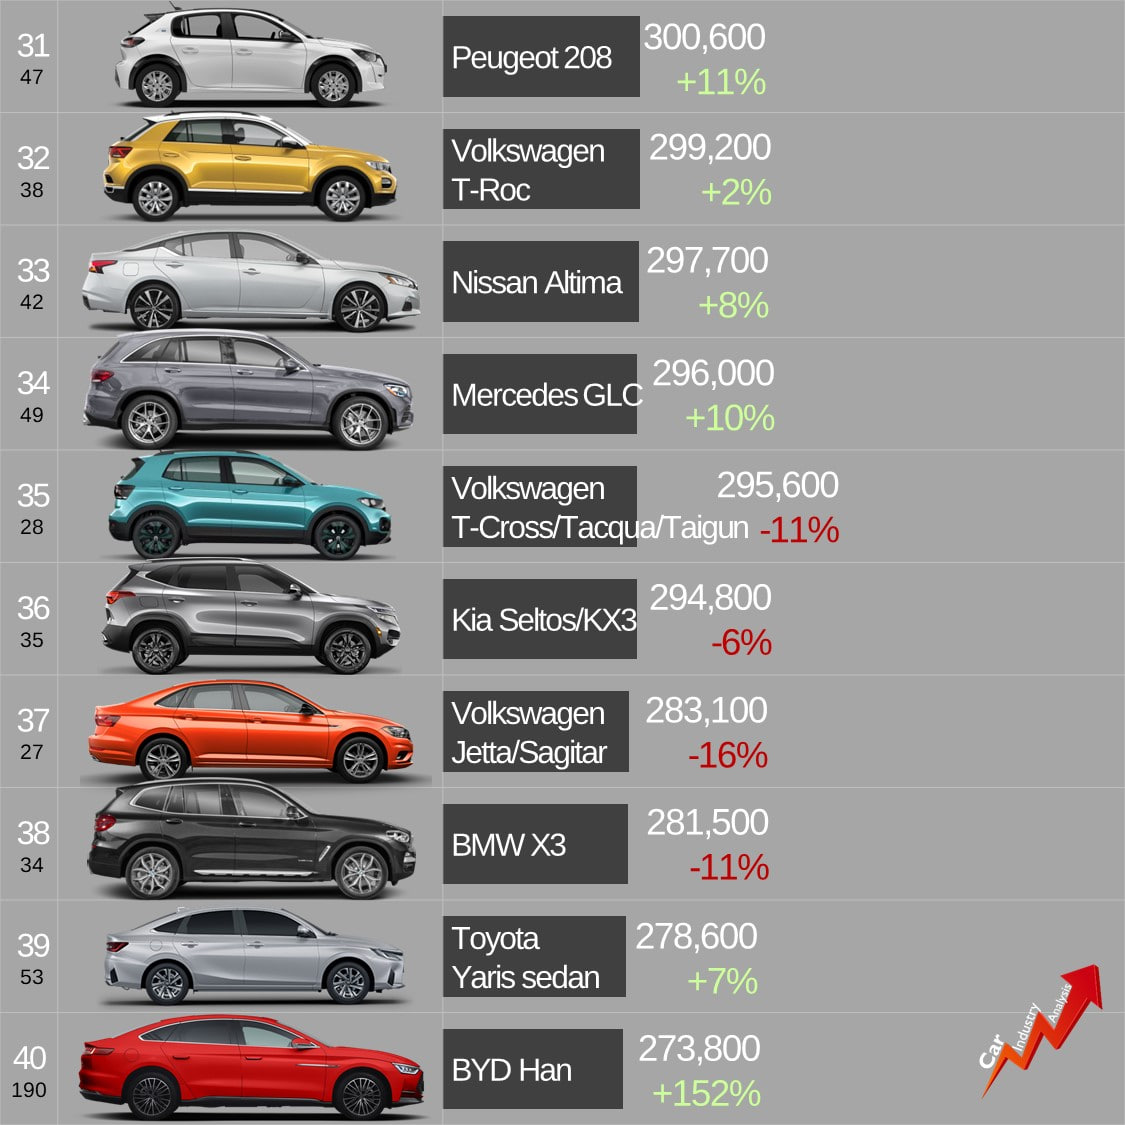 31
47
Peugeot 208
300,600
+11%
32
38
Volkswagen
T-Roc
299,200
+2%
33
42
Nissan Altima
297,700
+8%
34
49
Mercedes GLC
296,000
+10%
35
28
Volkswagen
T-Cross/Tacqua/Taigun
295,600
-11%
36
35
Kia Seltos/KX3
294,800
-6%
37
27
Volkswagen
Jetta/Sagitar
283,100
-16%
38
34
BMW X3
281,500
-11%
39
53
Toyota
Yaris sedan
278,600
+7%
40
190
BYD Han
273,800
+152%
Car
Industry
Analysis